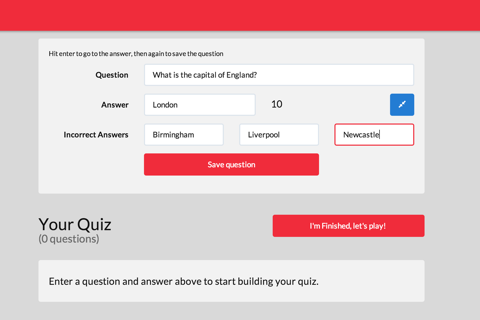 Hit enter to go to the answer, then again to save the question
Question What is the capital of England?
Answer London 10
Incorrect Answers Birmingham Liverpool Newcastle
Save question
Your Quiz
(0 questions)
I'm Finished, let's play!
Enter a question and answer above to start building your quiz.